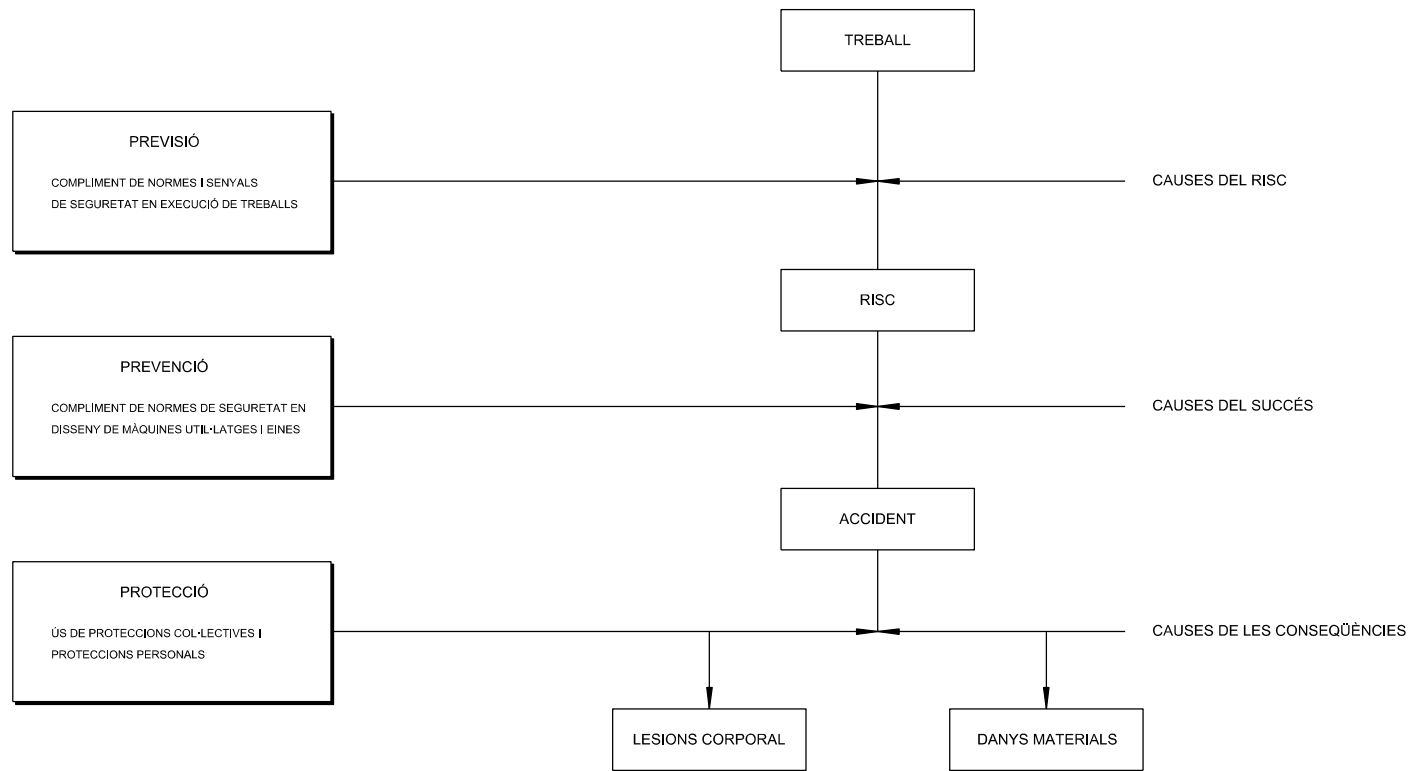 TREBALL
PREVISIÓ
COMPLIMENT DE NORMES I SENYALS
DE SEGURETAT EN EXECUCIÓ DE TREBALLS
CAUSES DEL RISC
RISC
PREVENCIÓ
COMPLIMENT DE NORMES DE SEGURETAT EN
DISSENY DE MÀQUINES UTIL·LATGES I EINES
CAUSES DEL SUCCÉS
ACCIDENT
PROTECCIÓ
ÚS DE PROTECCIONS COL·LECTIVES I
PROTECCIONS PERSONALS
CAUSES DE LES CONSEQÜÈNCIES
LESIONS CORPORAL
DANYS MATERIALS